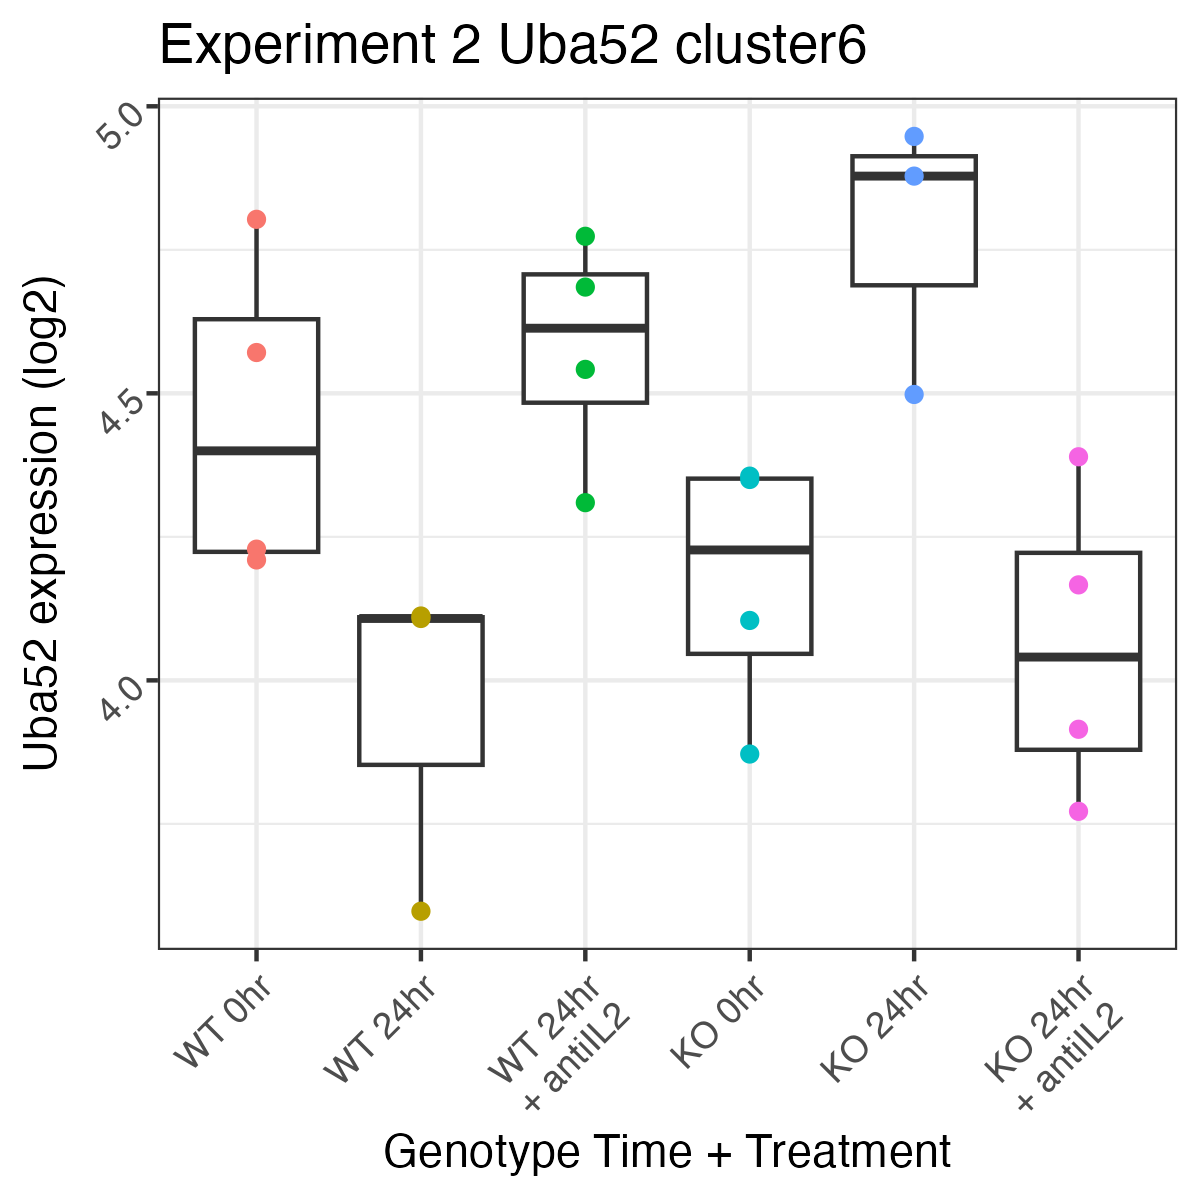 Experiment 2 Uba52 cluster6
Uba52 expression (log2)
5.0
4.5
4.0
WT 0hr
WT 24hr
WT 24hr
+ antiIL2
KO 0hr
KO 24hr
KO 24hr
+ antiIL2
Genotype Time + Treatment